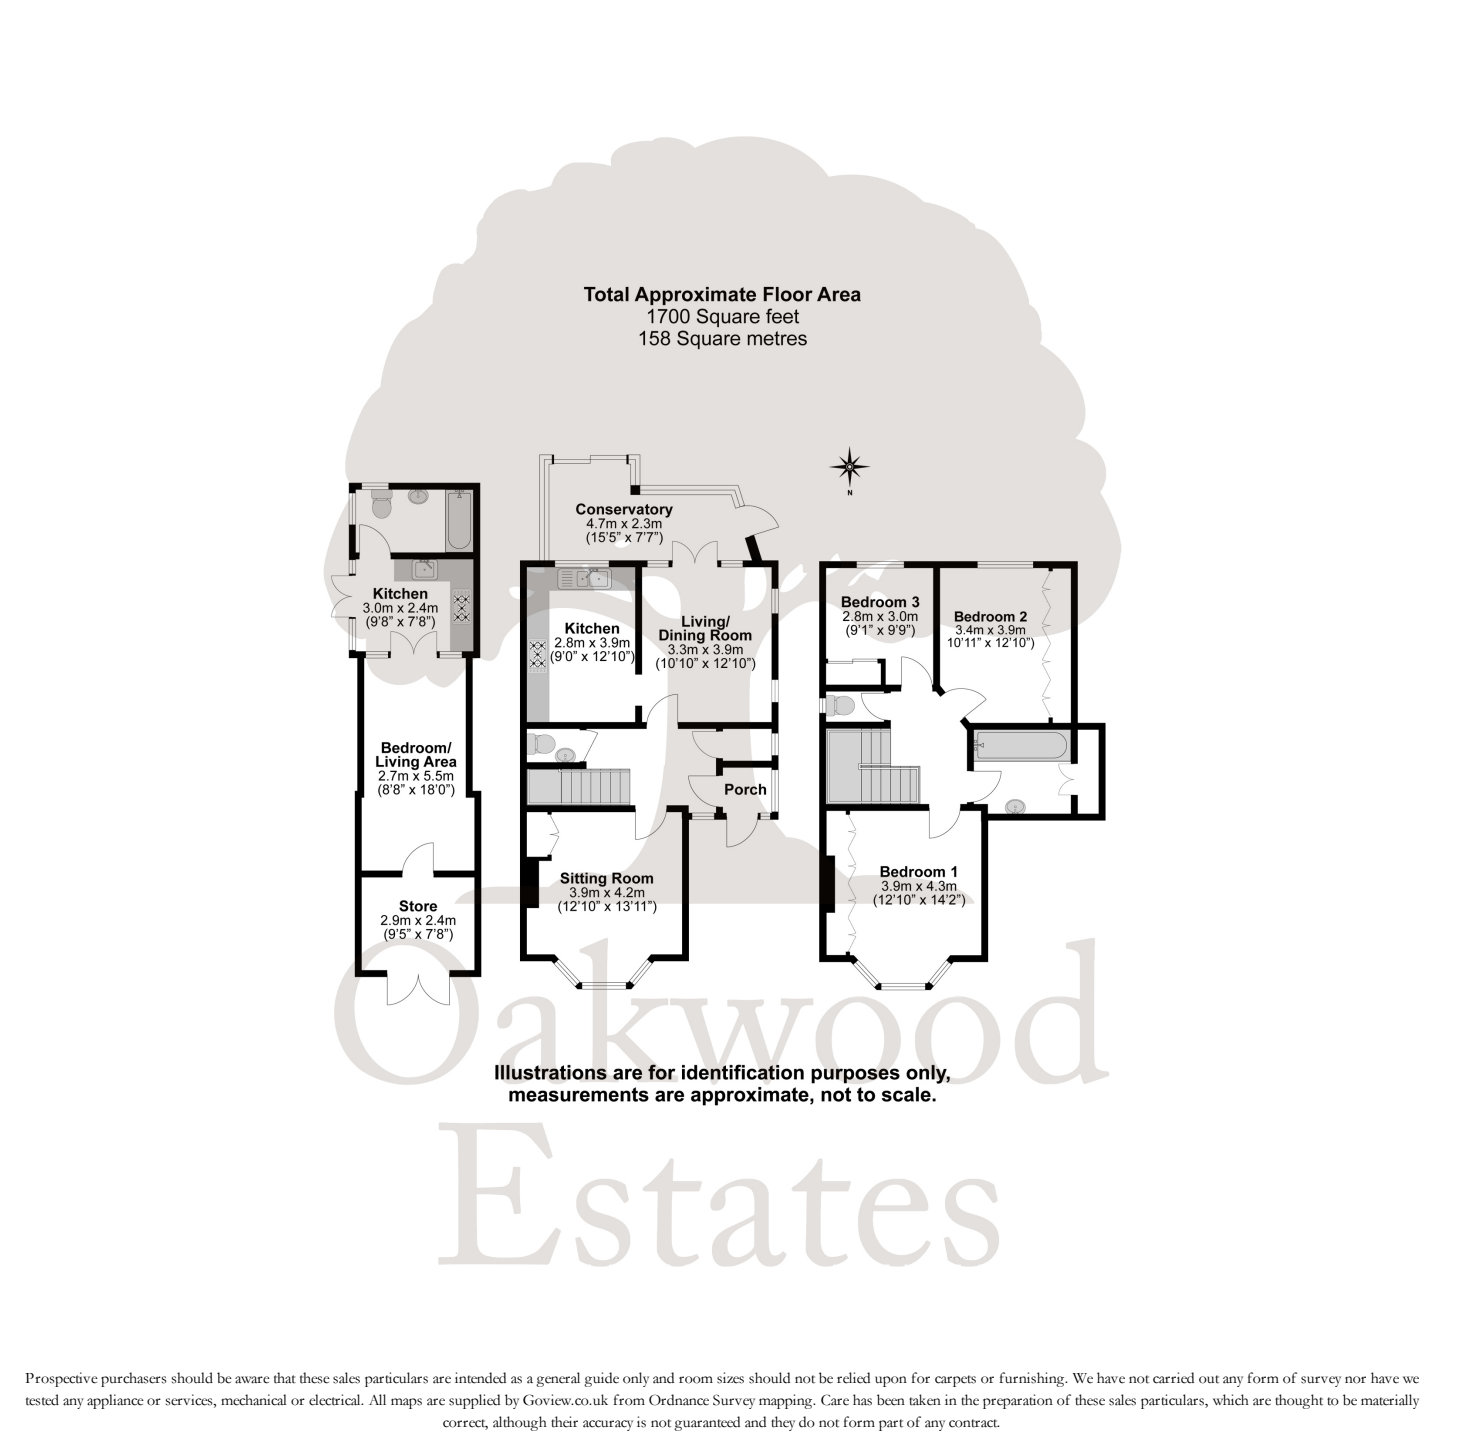 Total Approximate Floor Area
1700 Square feet
158 Square metres
N
Conservatory
4.7m x 2.3m
(15'5" x 7'7")
Kitchen
3.0m x 2.4m
(9'8" x 7'8")
Kitchen
2.8m x 3.9m
(9'0" x 12'10")
Living/
Dining Room
3.3m x 3.9m
(10'10" x 12'10")
Bedroom 3
2.8m x 3.0m
(9'1" x 9'9")
Bedroom 2
3.4m x 3.9m
10'11" x 12'10")
Bedroom/
Living Area
2.7m x 5.5m
(8'8" x 18'0")
Porch
Sitting Room
3.9m x 4.2m
(12'10" x 13'11")
Bedroom 1
3.9m x 4.3m
(12'10" x 14'2")
Store
2.9m x 2.4m
(9'5" x 7'8")
Oakwood
Illustrations are for identification purposes only,
measurements are approximate, not to scale.
Estates
Prospective purchasers should be aware that these sales particulars are intended as a general guide only and room sizes should not be relied upon for carpets or furnishing. We have not carried out any form of survey nor have we
tested any appliance or services, mechanical or electrical. All maps are supplied by Goview.co.uk from Ordnance Survey mapping. Care has been taken in the preparation of these sales particulars, which are thought to be materially
correct, although their accuracy is not guaranteed and they do not form part of any contract.